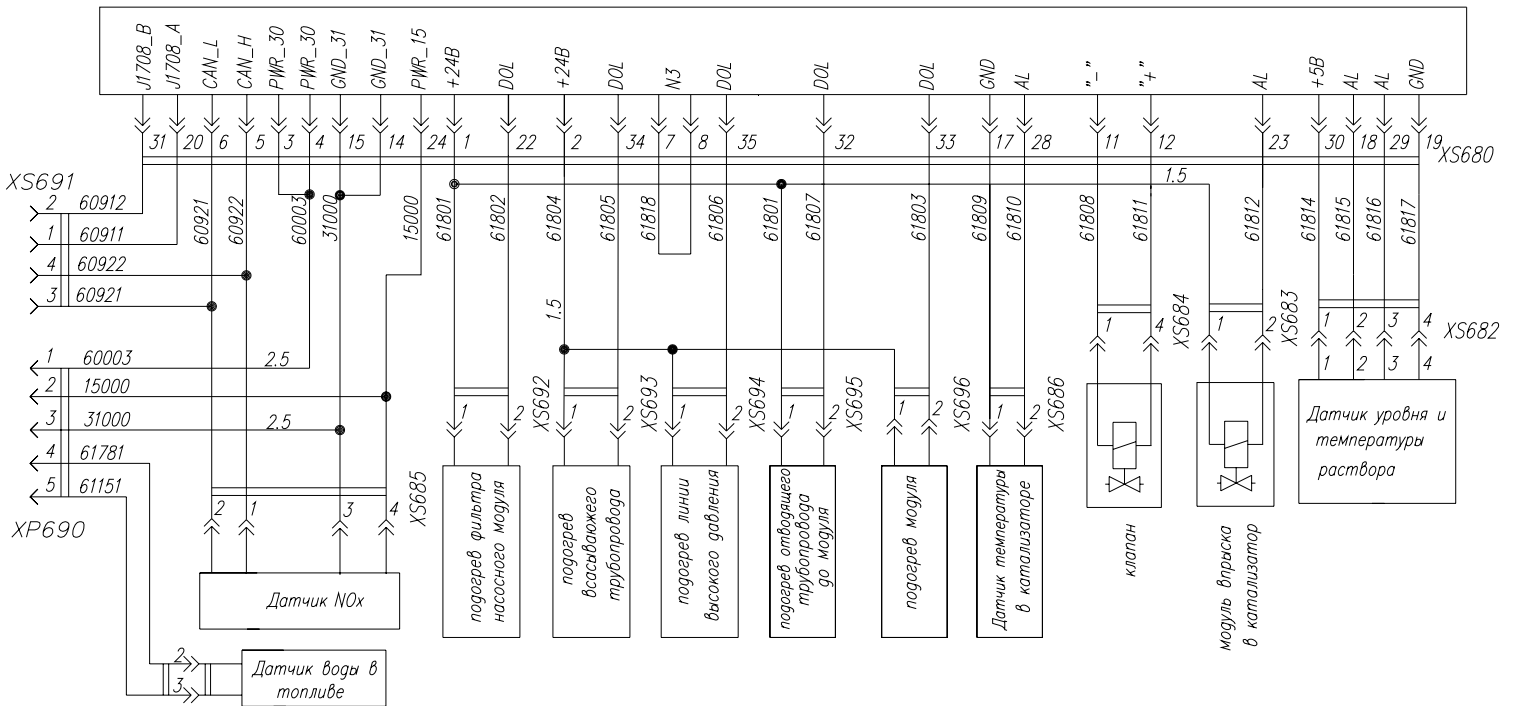 J1708_B J1708_A CAN_L CAN_H PWR_30 PWR_30 GND_31 GND_31 PWR_15 +24В DOL +24В DOL N3 DOL DOL DOL GND AL "-" "+" AL +5В AL AL GND
31 20 6 5 3 4 15 14 24 1 22 2 34 7 8 35 32 33 17 28 11 12 23 30 18 29 19
XS680
1.5
XS691
2 60912
1 60911
4 60922
3 60921
60921 60922 60003 31000 15000 61801 61805 61804 61805 61818 61806 61801 61807 61803 61809 61810 61808 61811 61812 61814 61815 61816 61817
1.5
1 60003 2.5
2 15000
3 31000 2.5
4 61781
5 61151
XP690
1 4 XS684
1 2 XS683
1 2 3 4 XS682
1 2 3 4
1 2 XS692
1 2 XS693
1 2 XS694
1 2 XS695
1 2 XS696
1 2 XS686
2 1 3 4 XS685
Датчик NOx
подогрев фильтра
насосного модуля
подогрев
всасываюжего
трубопровода
подогрев линии
высокого давления
подогрев отводящего
трубопровода
до модуля
подогрев модуля
Датчик температуры
в катализаторе
клапан
модуль впрыска
в катализатор
Датчик уровня и
температуры
раствора
2
3
Датчик воды в
топливе